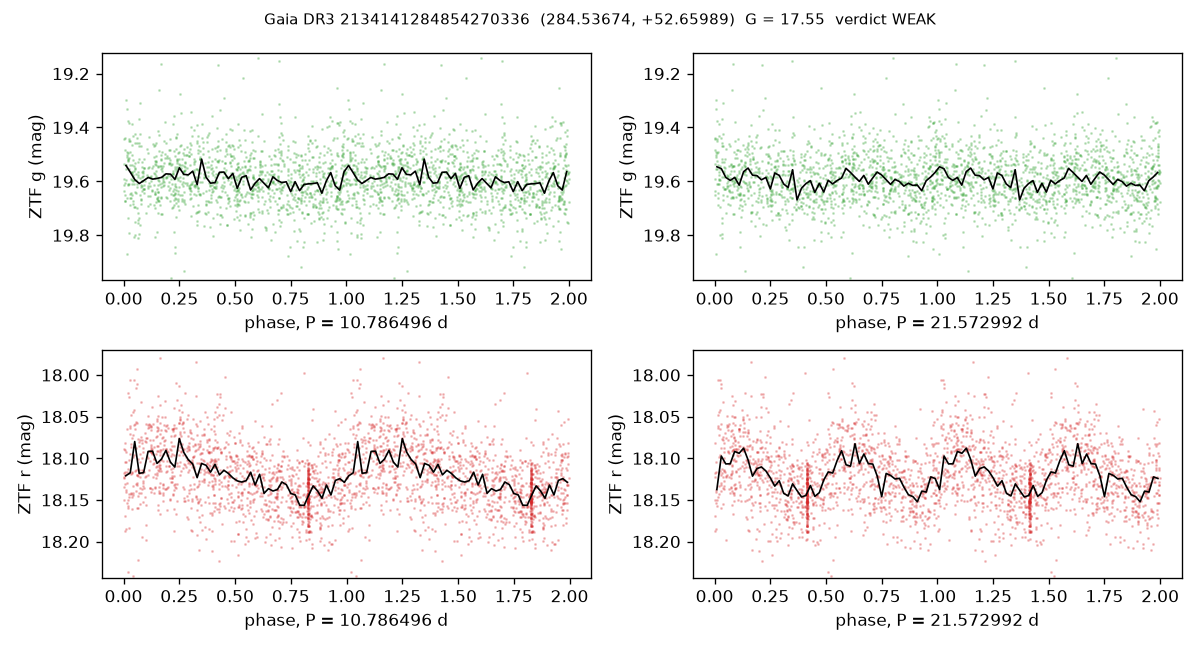 Gaia DR3 2134141284854270336  (284.53674, +52.65989)  G = 17.55  verdict WEAK
ZTF g (mag)
19.2
19.4
19.6
19.8
0.00 0.25 0.50 0.75 1.00 1.25 1.50 1.75 2.00
phase, P = 10.786496 d
ZTF g (mag)
19.2
19.4
19.6
19.8
0.00 0.25 0.50 0.75 1.00 1.25 1.50 1.75 2.00
phase, P = 21.572992 d
ZTF r (mag)
18.00
18.05
18.10
18.15
18.20
0.00 0.25 0.50 0.75 1.00 1.25 1.50 1.75 2.00
phase, P = 10.786496 d
ZTF r (mag)
18.00
18.05
18.10
18.15
18.20
0.00 0.25 0.50 0.75 1.00 1.25 1.50 1.75 2.00
phase, P = 21.572992 d